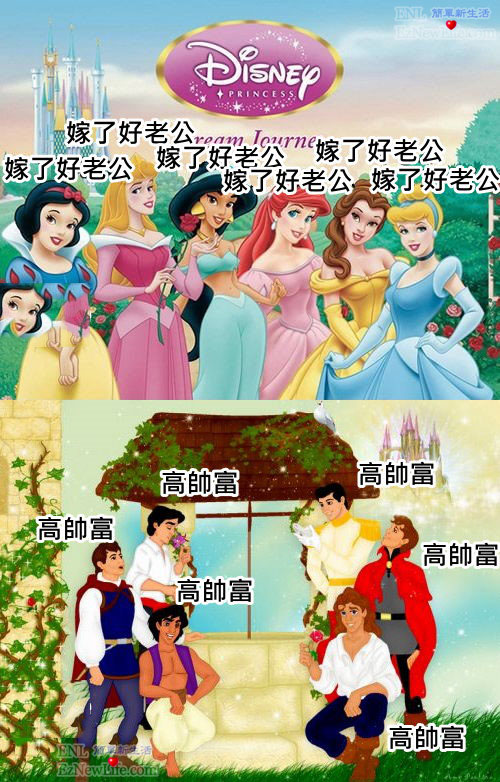 ENL 簡單新生活
EzNewLife.com
Disney
PRINCESS
Dream Journe
嫁了好老公
嫁了好老公
嫁了好老公
嫁了好老公
嫁了好老公
嫁了好老公
高帥富
高帥富
高帥富
高帥富
高帥富
高帥富
ENL 簡單新生活
EzNewLife.com